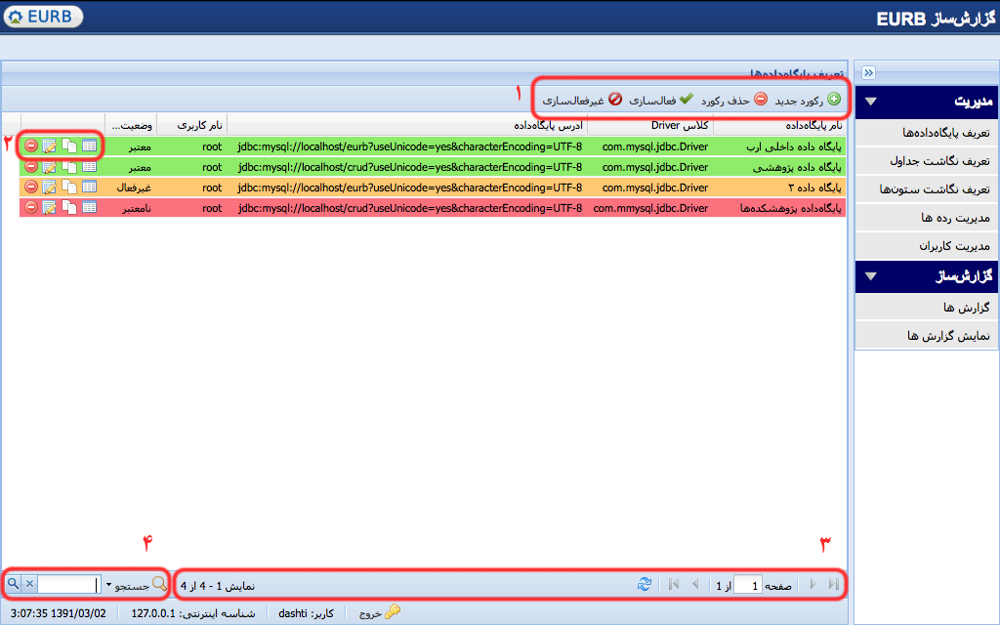 گزارش‌ساز EURB
EURB
تعریف پایگاه‌داده‌ها
۱
رکورد جدید حذف رکورد فعال‌سازی غیرفعال‌سازی
نام پایگاه‌داده کلاس Driver آدرس پایگاه‌داده نام کاربری وضعیت...
۲
پایگاه داده داخلی ارب com.mysql.jdbc.Driver jdbc:mysql://localhost/eurb?useUnicode=yes&characterEncoding=UTF-8 root معتبر
پایگاه داده پژوهشی com.mysql.jdbc.Driver jdbc:mysql://localhost/crud?useUnicode=yes&characterEncoding=UTF-8 root معتبر
پایگاه داده ۲ com.mysql.jdbc.Driver jdbc:mysql://localhost/crud?useUnicode=yes&characterEncoding=UTF-8 root غیرفعال
پایگاه‌داده پژوهشکده‌ها com.mmysql.jdbc.Driver jdbc:mysql://localhost/crud?useUnicode=yes&characterEncoding=UTF-8 root نامعتبر
مدیریت
تعریف پایگاه‌داده‌ها
تعریف نگاشت جداول
تعریف نگاشت ستون‌ها
مدیریت رده ها
مدیریت کاربران
گزارش‌ساز
گزارش ها
نمایش گزارش ها
۳
۴
صفحه 1 از 1
نمایش 1 - 4 از 4
جستجو
خروج کاربر: dashti شناسه اینترنتی: 127.0.0.1 1391/03/02 3:07:35